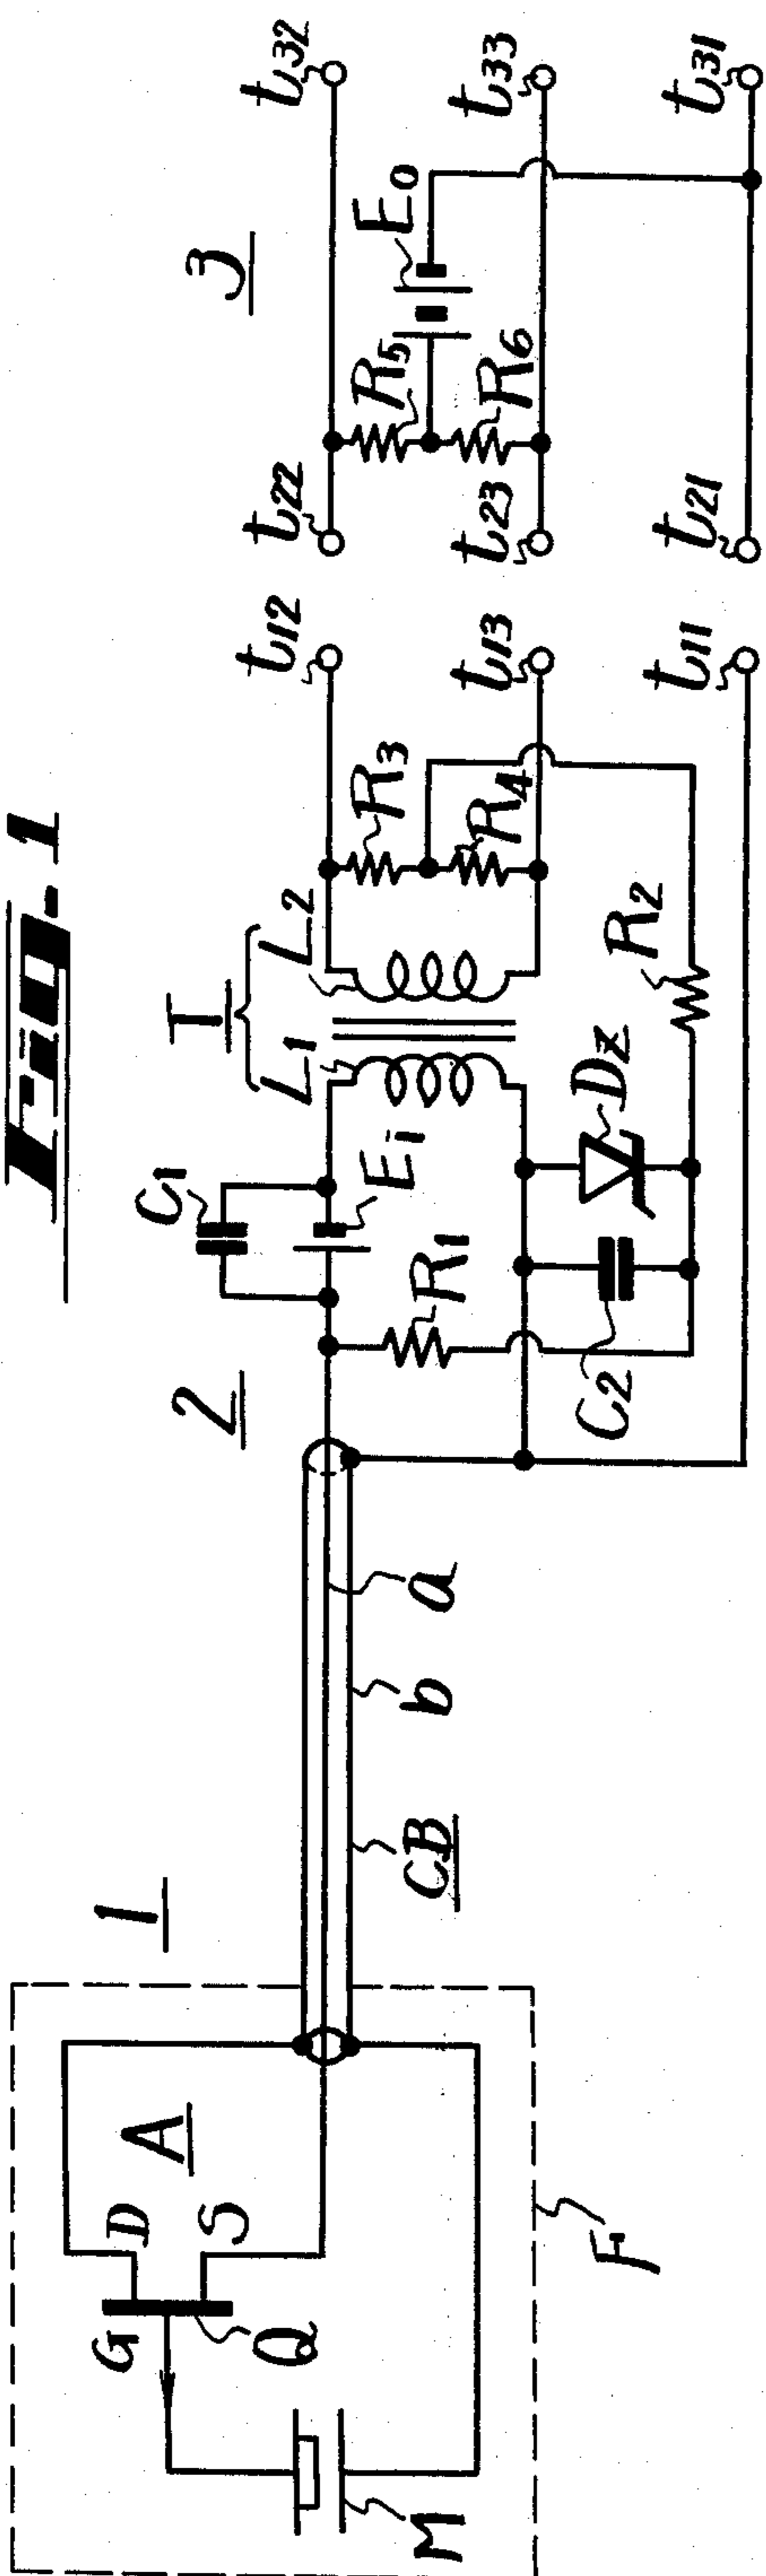 Fig. 1
1
2
3
A
D
S
G
Q
M
F
a
b
CB
C1
Ei
R1
C2
Dz
R2
T
L1
L2
R3
R4
t12
t13
t11
t22
t23
t21
R5
R6
E0
t32
t33
t31